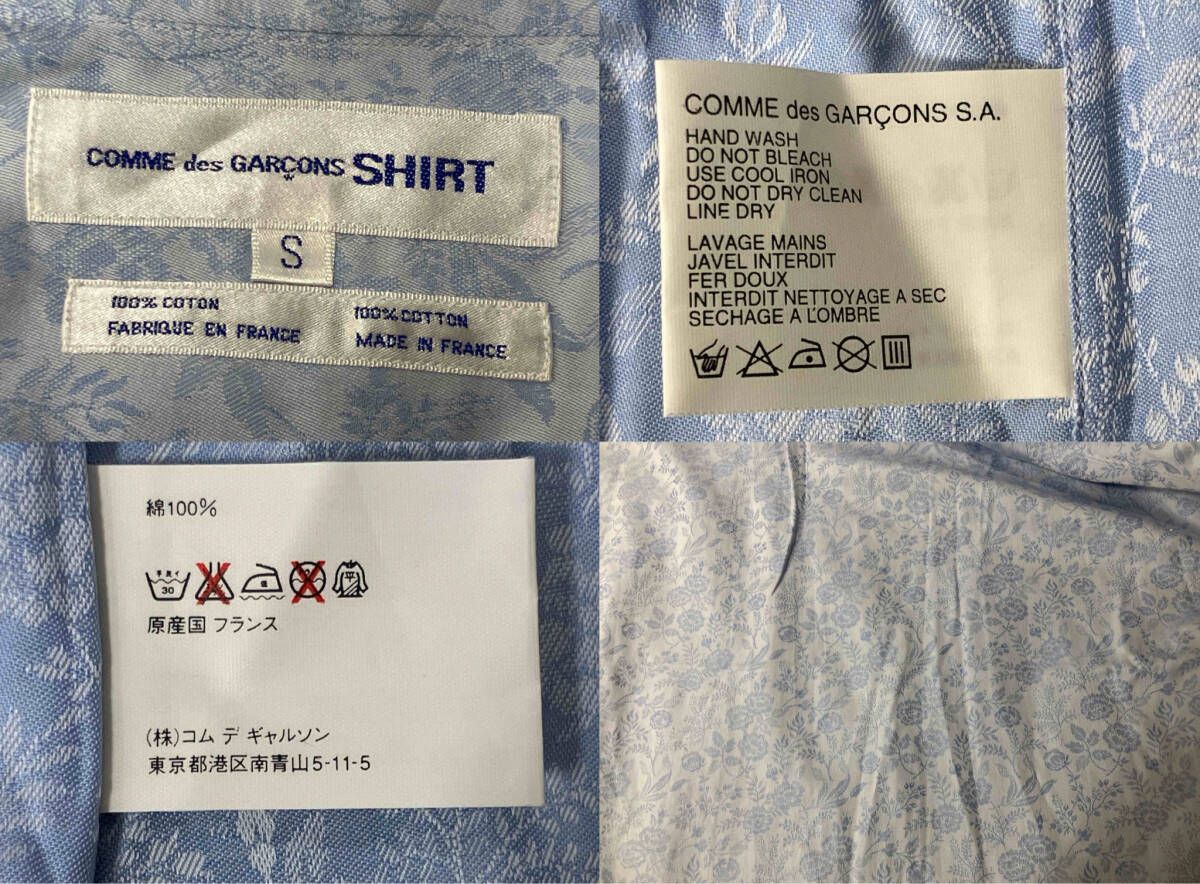 COMME des GARÇONS SHIRT
S
100% COTON
FABRIQUE EN FRANCE
100% COTTON
MADE IN FRANCE
COMME des GARÇONS S.A.
HAND WASH
DO NOT BLEACH
USE COOL IRON
DO NOT DRY CLEAN
LINE DRY
LAVAGE MAINS
JAVEL INTERDIT
FER DOUX
INTERDIT NETTOYAGE A SEC
SECHAGE A L'OMBRE
綿100%
30
平
原産国 フランス
(株)コム デ ギャルソン
東京都港区南青山5-11-5